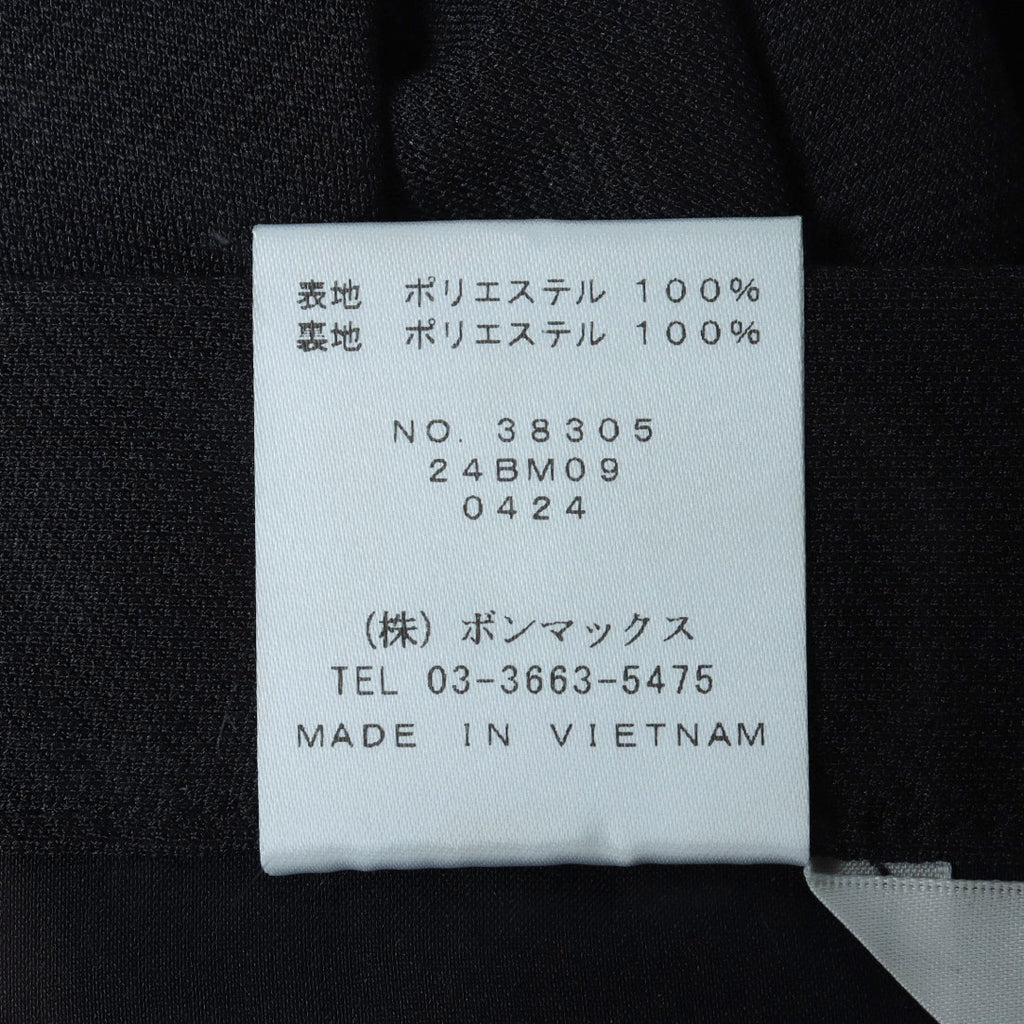 表地 ポリエステル 100%
裏地 ポリエステル 100%
NO. 38305
24BM09
0424
(株) ボンマックス
TEL 03-3663-5475
MADE IN VIETNAM